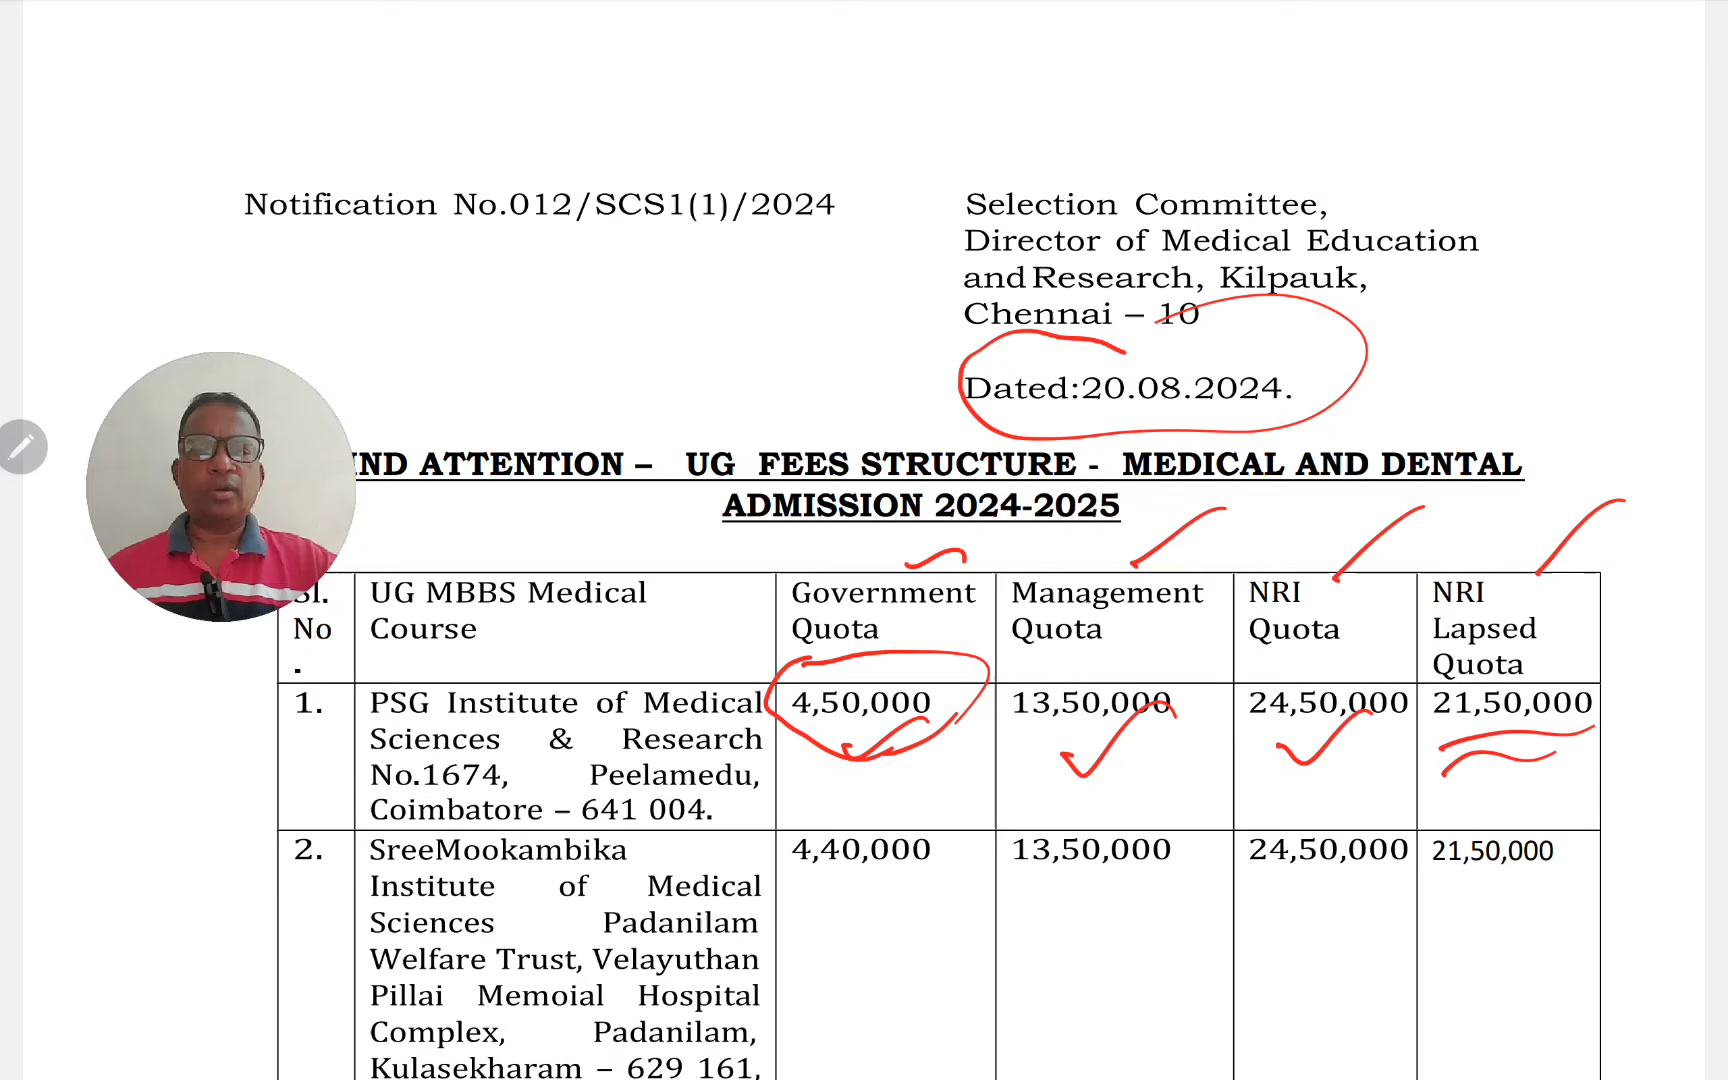 Notification No.012/SCS1(1)/2024
Selection Committee,
Director of Medical Education
and Research, Kilpauk,
Chennai – 10
Dated:20.08.2024.
IND ATTENTION – UG FEES STRUCTURE - MEDICAL AND DENTAL
ADMISSION 2024-2025
Sl.
No
.
UG MBBS Medical
Course
Government
Quota
Management
Quota
NRI
Quota
NRI
Lapsed
Quota
1.
PSG Institute of Medical
Sciences & Research
No.1674, Peelamedu,
Coimbatore – 641 004.
4,50,000
13,50,000
24,50,000
21,50,000
2.
SreeMookambika
Institute of Medical
Sciences Padanilam
Welfare Trust, Velayuthan
Pillai Memoial Hospital
Complex, Padanilam,
Kulasekharam – 629 161,
4,40,000
13,50,000
24,50,000
21,50,000